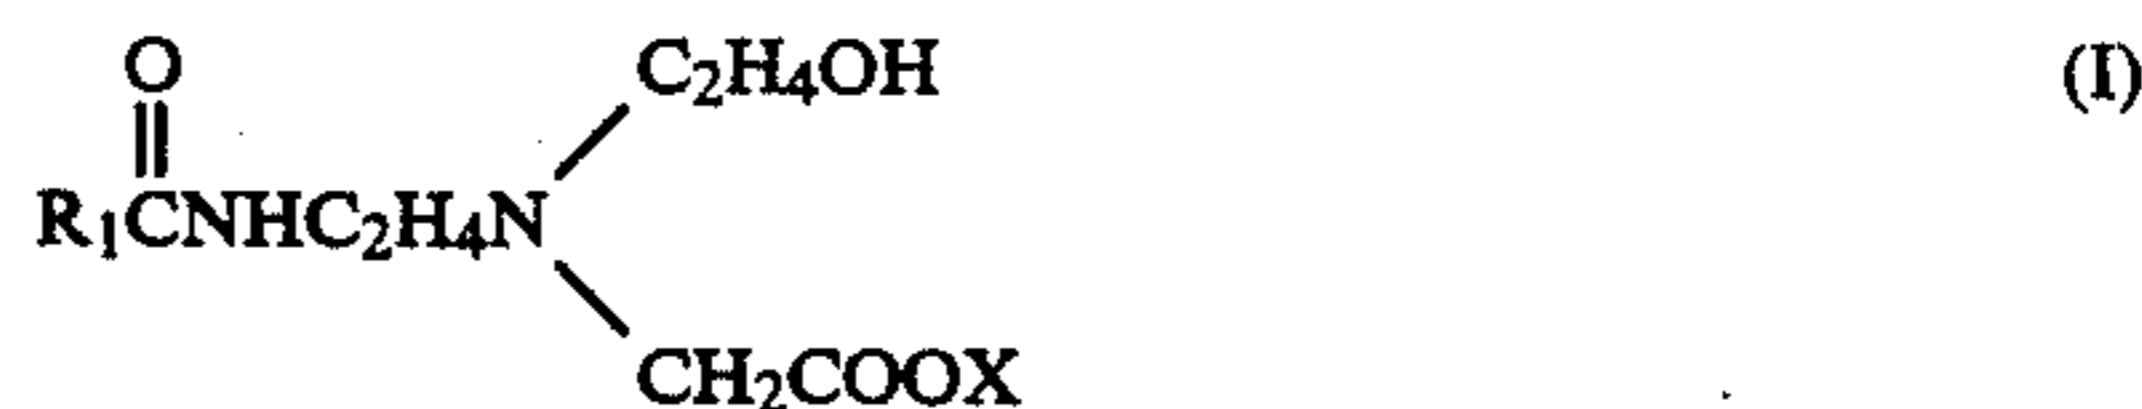 O C₂H₄OH (I)
R₁CNHC₂H₄N
CH₂COOX